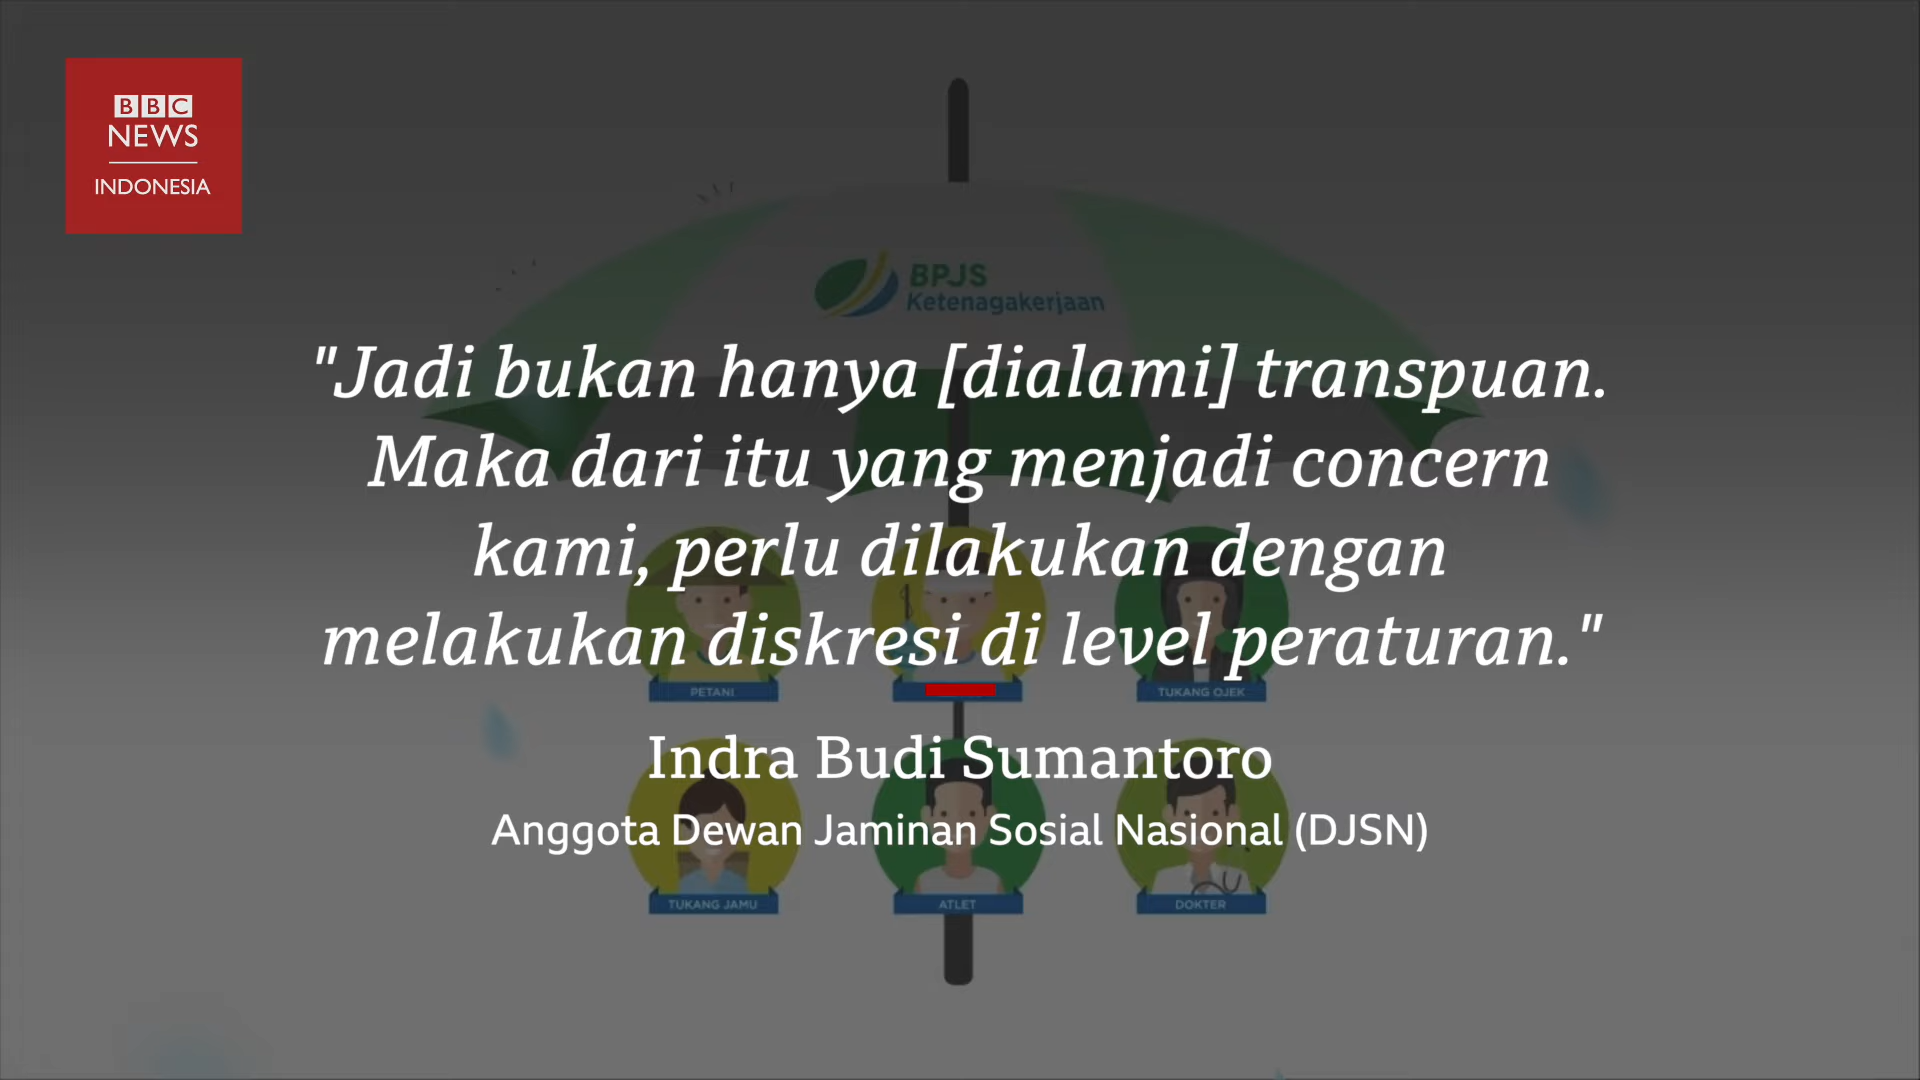 BBC
NEWS
INDONESIA
BPJS
Ketenagakerjaan
"Jadi bukan hanya [dialami] transpuan.
Maka dari itu yang menjadi concern
kami, perlu dilakukan dengan
melakukan diskresi di level peraturan."
PETANI
TUKANG OJEK
Indra Budi Sumantoro
Anggota Dewan Jaminan Sosial Nasional (DJSN)
TUKANG JAMU
ATLET
DOKTER